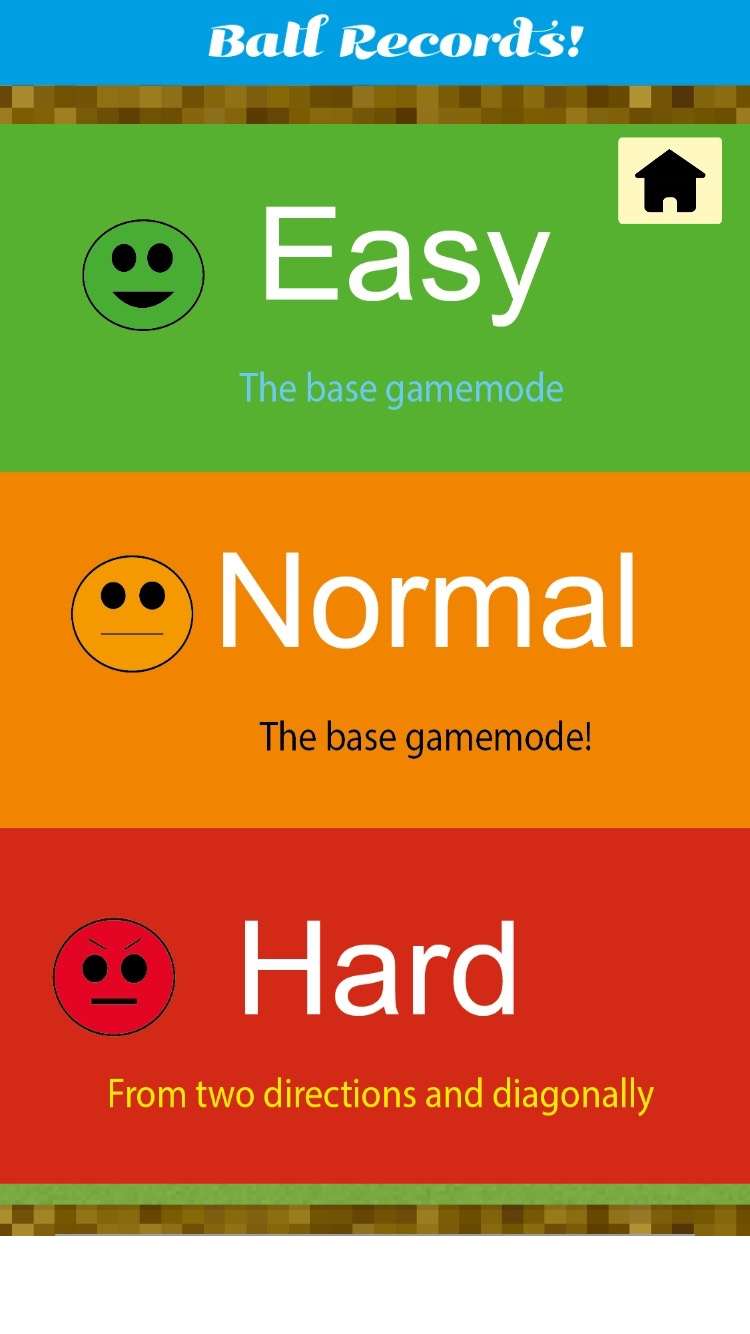 Ball Records!
Easy
The base gamemode
Normal
The base gamemode!
Hard
From two directions and diagonally